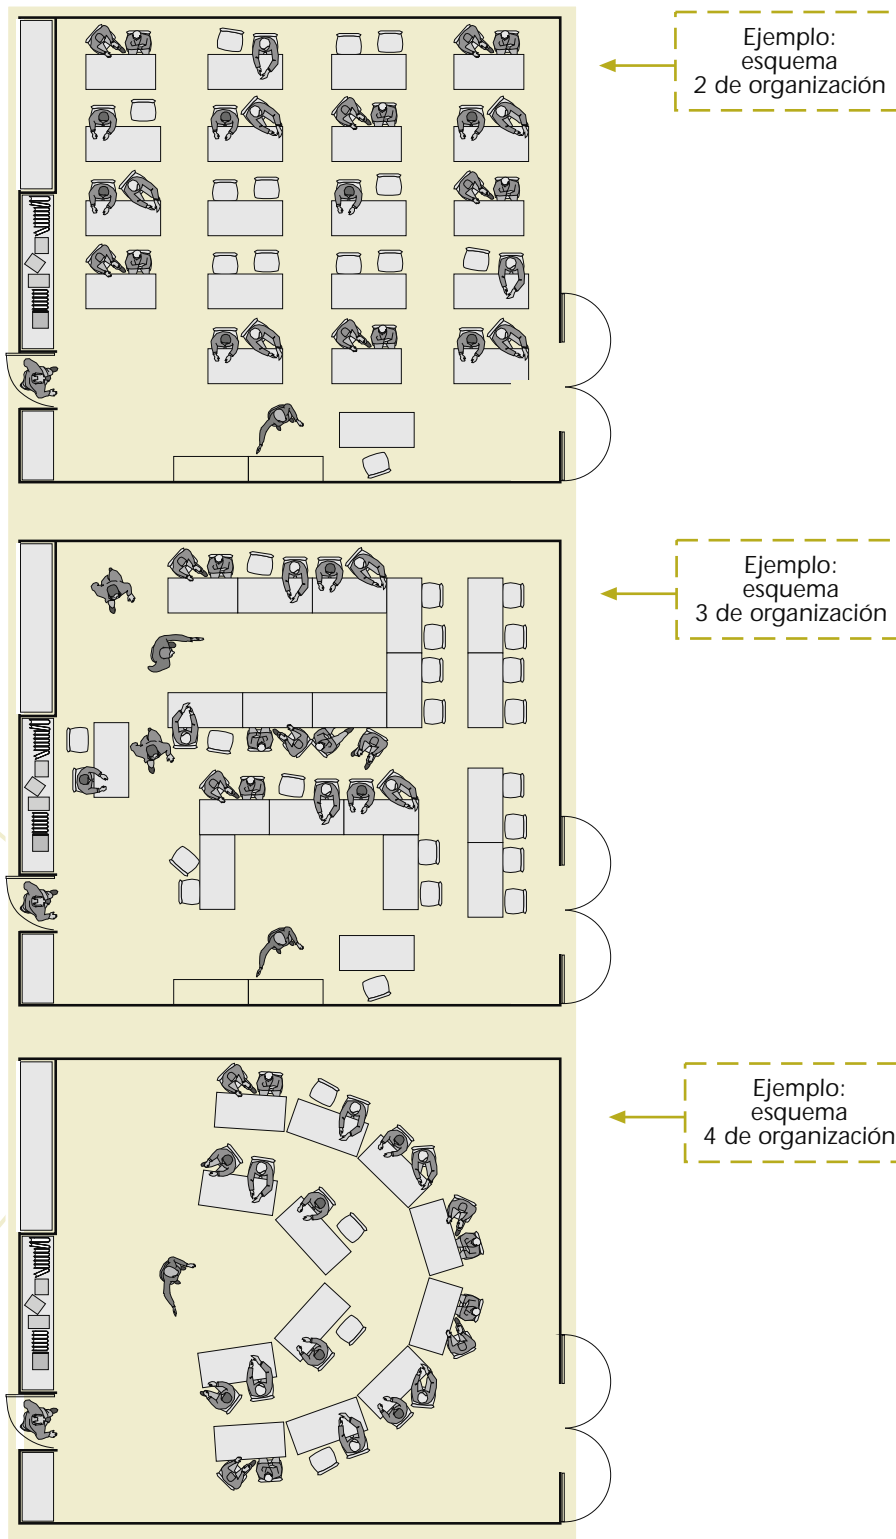 Ejemplo:
esquema
2 de organización
Ejemplo:
esquema
3 de organización
Ejemplo:
esquema
4 de organización